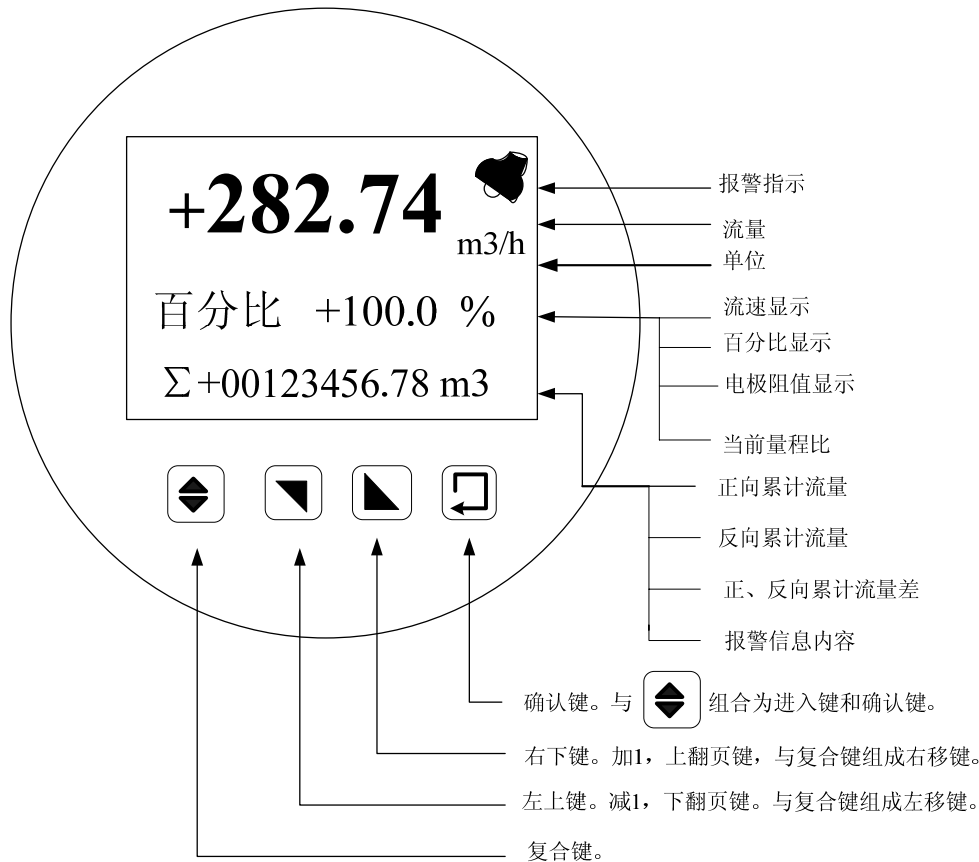 +282.74
m3/h
百分比 +100.0 %
Σ+00123456.78 m3
报警指示
流量
单位
流速显示
百分比显示
电极阻值显示
当前量程比
正向累计流量
反向累计流量
正、反向累计流量差
报警信息内容
确认键。与 组合为进入键和确认键。
右下键。加1，上翻页键，与复合键组成右移键。
左上键。减1，下翻页键。与复合键组成左移键。
复合键。